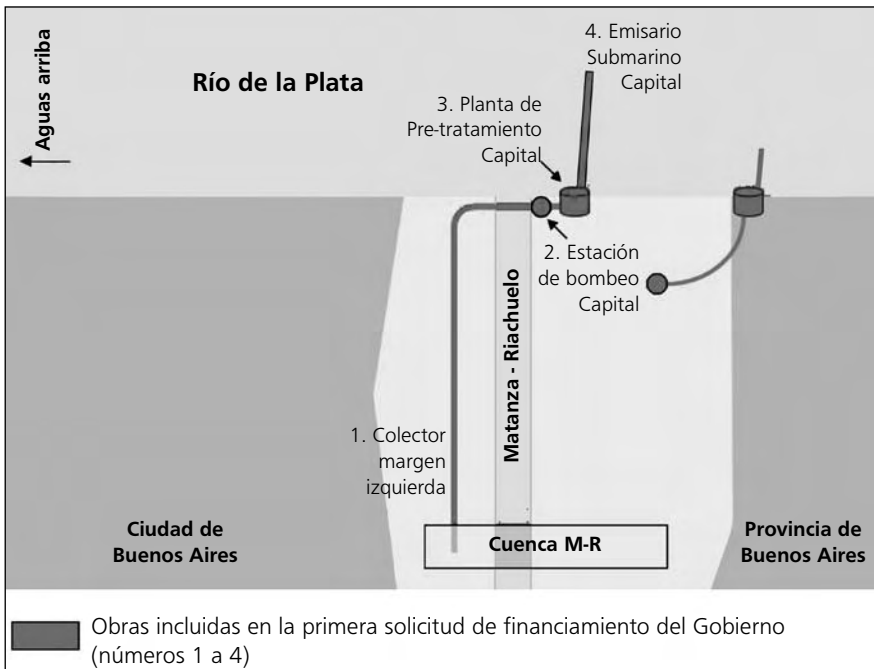 Aguas arriba
Río de la Plata
4. Emisario
Submarino
Capital
3. Planta de
Pre-tratamiento
Capital
2. Estación
de bombeo
Capital
Matanza - Riachuelo
1. Colector
margen
izquierda
Ciudad de
Buenos Aires
Cuenca M-R
Provincia de
Buenos Aires
Obras incluidas en la primera solicitud de financiamiento del Gobierno
(números 1 a 4)